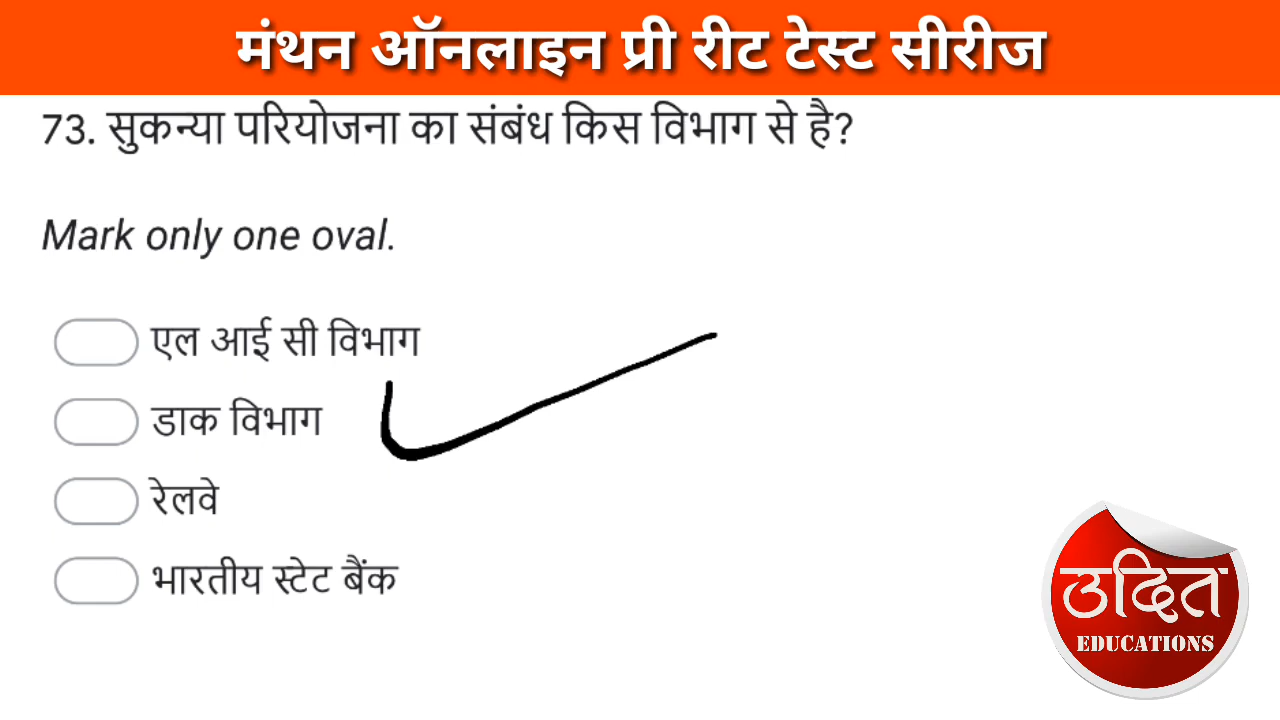 मंथन ऑनलाइन प्री रीट टेस्ट सीरीज
73. सुकन्या परियोजना का संबंध किस विभाग से है?
Mark only one oval.
एल आई सी विभाग
डाक विभाग
रेलवे
भारतीय स्टेट बैंक
उदित
EDUCATIONS